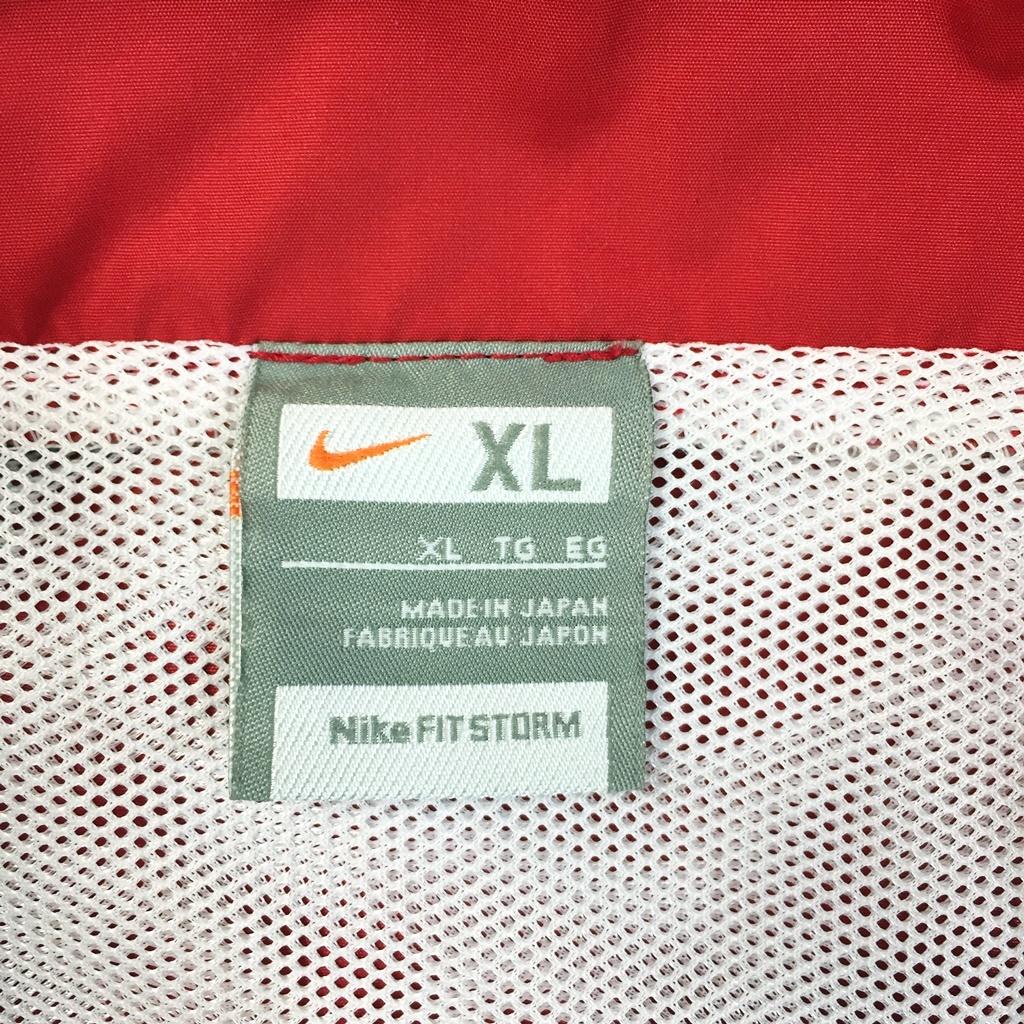 XL
XL TG EG
MADE IN JAPAN
FABRIQUE AU JAPON
Nike FIT STORM